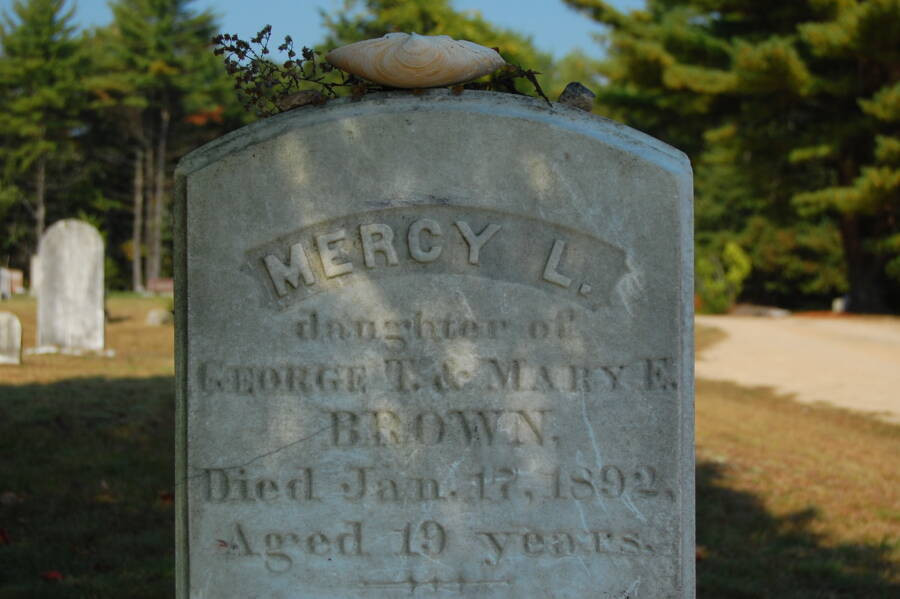 MERCY L.
daughter of
GEORGE T. & MARY E.
BROWN,
Died Jan. 17, 1892,
Aged 19 years.